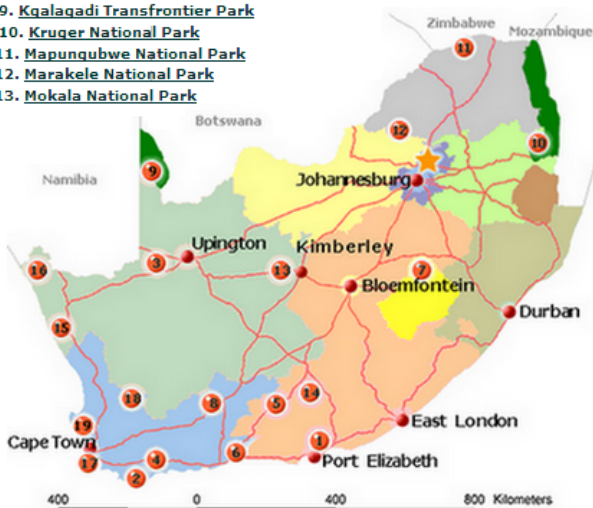 9. Kgalagadi Transfrontier Park
10. Kruger National Park
11. Mapungubwe National Park
12. Marakele National Park
13. Mokala National Park
Zimbabwe
Mozambique
11
Botswana
12
10
Namibia
9
Johannesburg
Upington
Kimberley
16
3
13
7
Bloemfontein
Durban
15
18
8
5
14
19
East London
Cape Town
1
17
4
6
Port Elizabeth
2
400 0 400 800 Kilometers